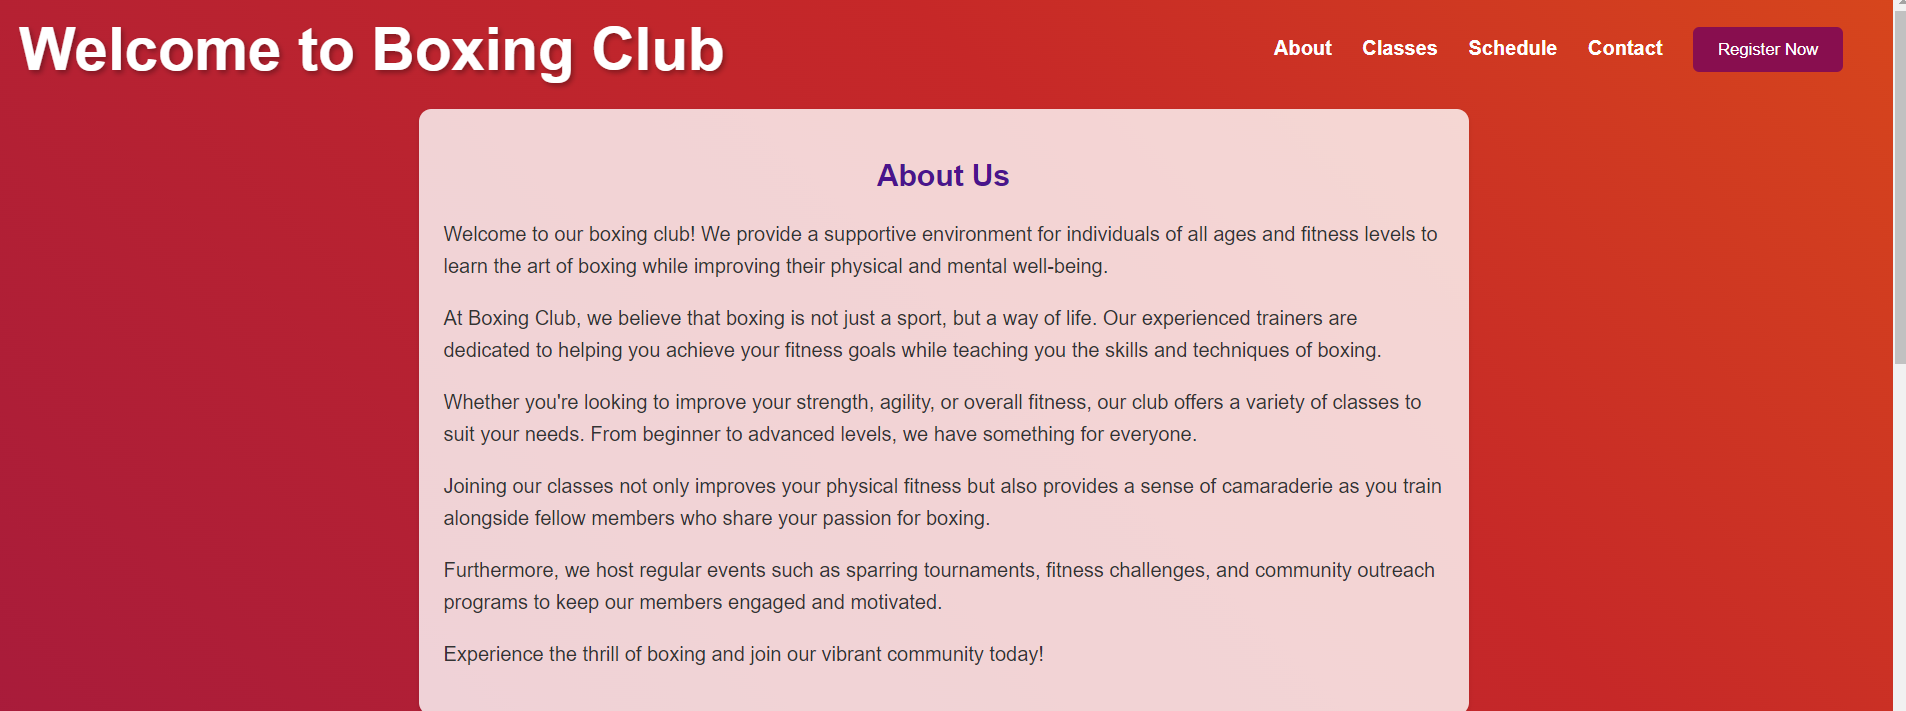 Welcome to Boxing Club
About
Classes
Schedule
Contact
Register Now
About Us
Welcome to our boxing club! We provide a supportive environment for individuals of all ages and fitness levels to
learn the art of boxing while improving their physical and mental well-being.
At Boxing Club, we believe that boxing is not just a sport, but a way of life. Our experienced trainers are
dedicated to helping you achieve your fitness goals while teaching you the skills and techniques of boxing.
Whether you're looking to improve your strength, agility, or overall fitness, our club offers a variety of classes to
suit your needs. From beginner to advanced levels, we have something for everyone.
Joining our classes not only improves your physical fitness but also provides a sense of camaraderie as you train
alongside fellow members who share your passion for boxing.
Furthermore, we host regular events such as sparring tournaments, fitness challenges, and community outreach
programs to keep our members engaged and motivated.
Experience the thrill of boxing and join our vibrant community today!